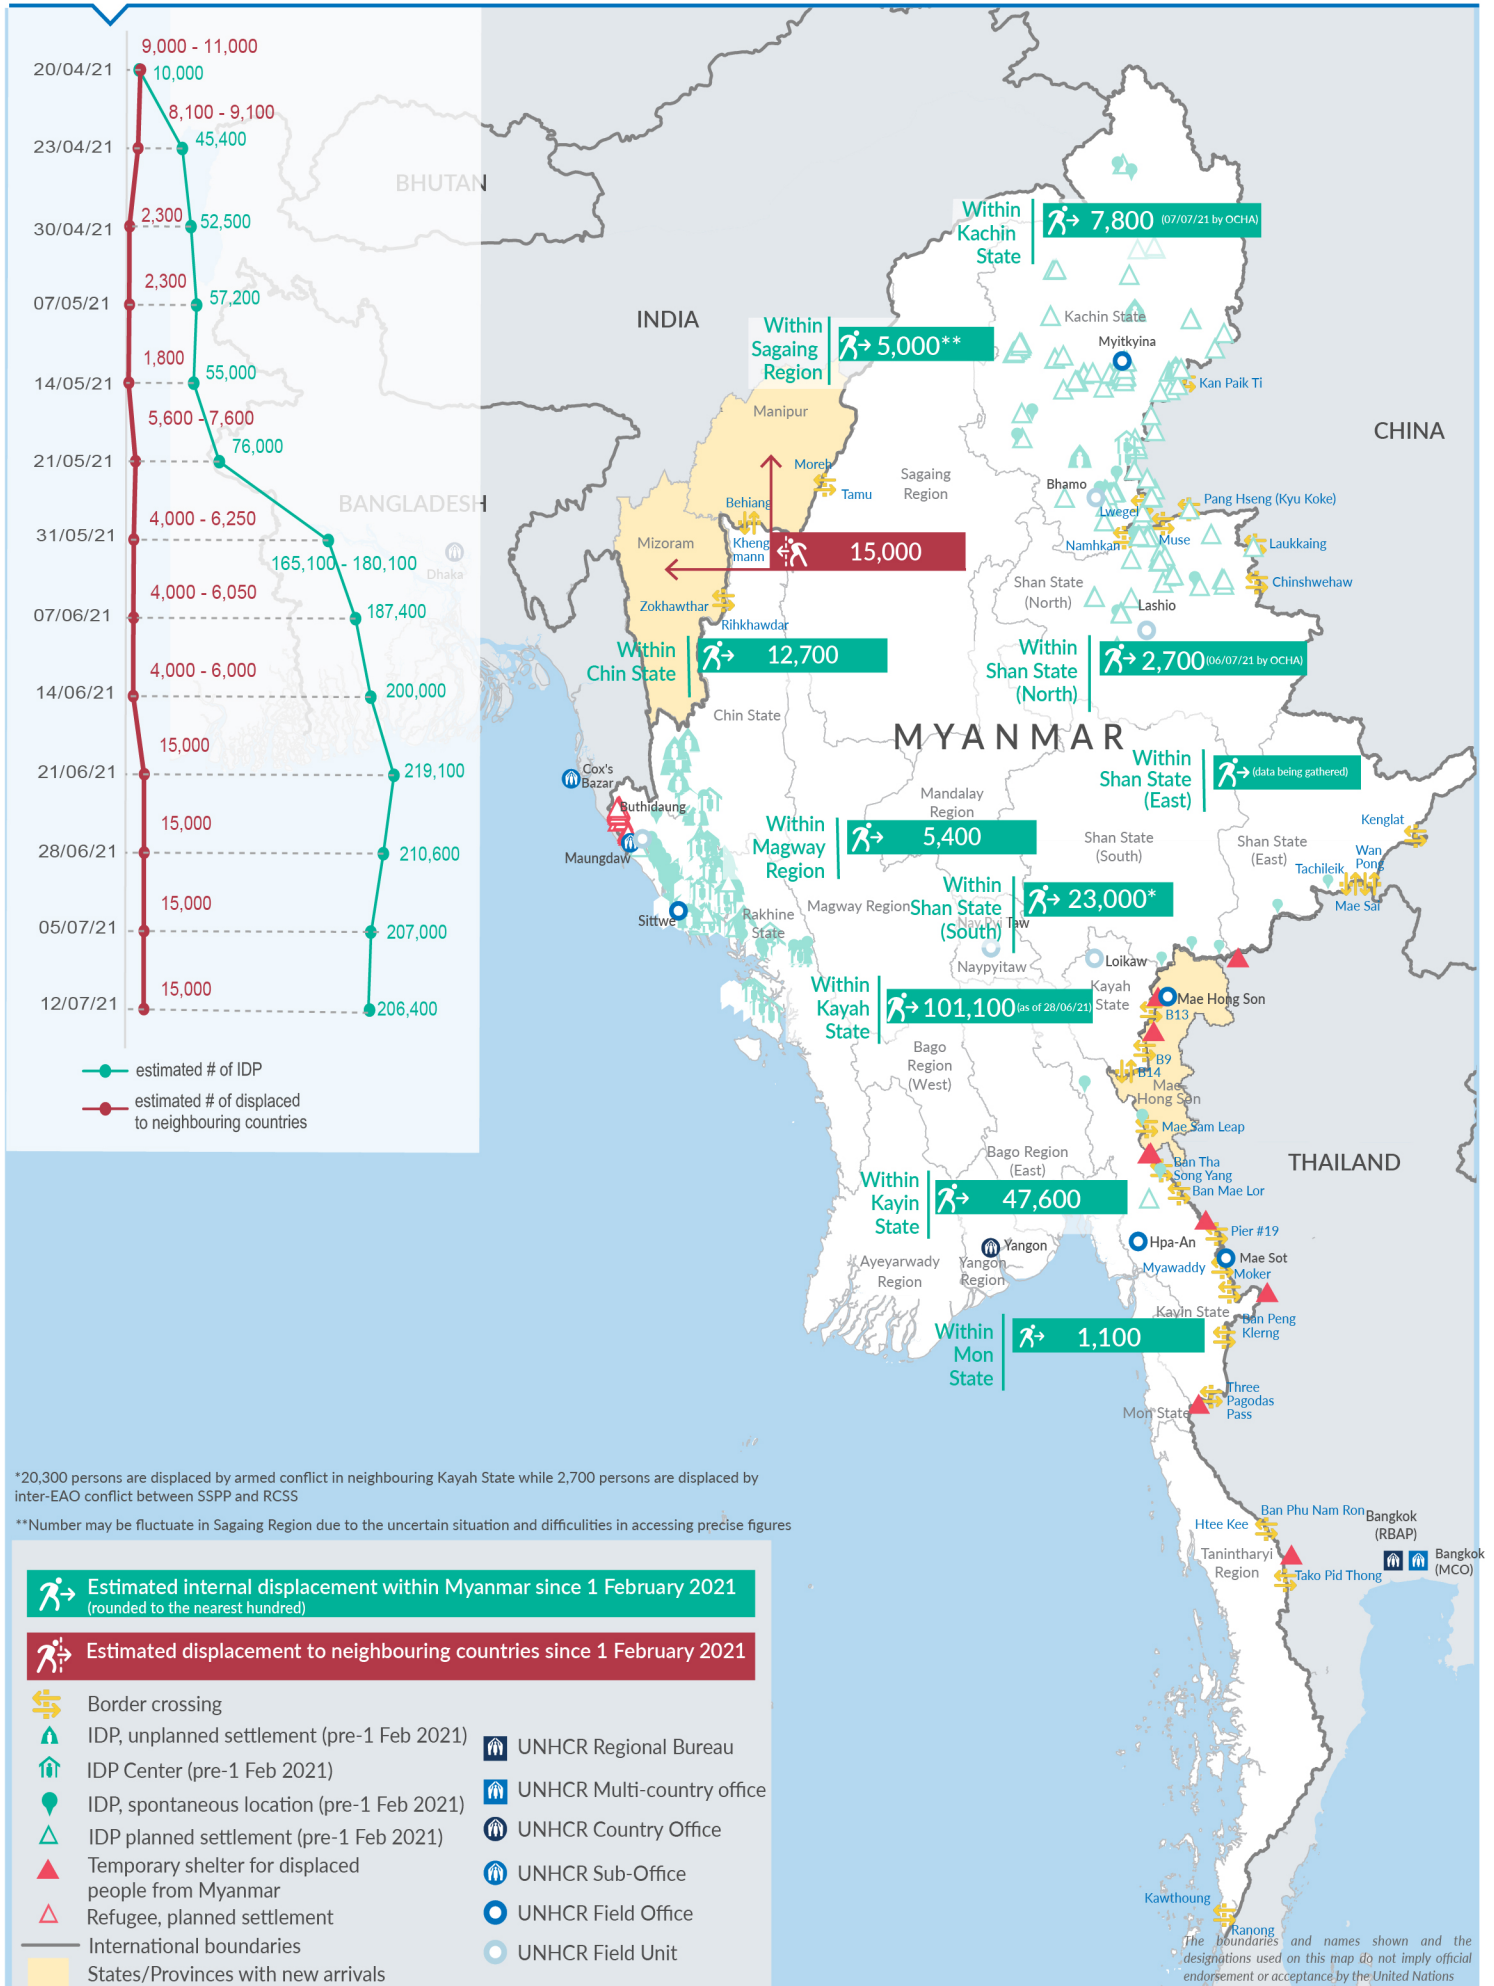 9,000 - 11,000
20/04/21
10,000
8,100 - 9,100
45,400
23/04/21
2,300
52,500
30/04/21
2,300
57,200
07/05/21
1,800
55,000
14/05/21
5,600 - 7,600
76,000
21/05/21
4,000 - 6,250
31/05/21
165,100 - 180,100
4,000 - 6,050
187,400
07/06/21
4,000 - 6,000
200,000
14/06/21
15,000
219,100
21/06/21
15,000
210,600
28/06/21
15,000
207,000
05/07/21
15,000
206,400
12/07/21
estimated # of IDP
estimated # of displaced
to neighbouring countries
BHUTAN
INDIA
BANGLADESH
Dhaka
CHINA
MYANMAR
THAILAND
Within
Kachin
State
7,800 (07/07/21 by OCHA)
Within
Sagaing
Region
5,000**
Kachin State
Myitkyina
Kan Paik Ti
Manipur
Moreh
Tamu
Sagaing
Region
Bhamo
Lwegel
Pang Hseng (Kyu Koke)
Behiang
Kheng
mann
Mizoram
15,000
Namhkan
Muse
Laukkaing
Chinshwehaw
Shan State
(North)
Lashio
Zokhawthar
Rihkhawdar
Within
Chin State
12,700
Within
Shan State
(North)
2,700 (06/07/21 by OCHA)
Chin State
Within
Shan State
(East)
(data being gathered)
Cox's
Bazar
Buthidaung
Maungdaw
Mandalay
Region
Within
Magway
Region
5,400
Shan State
(South)
Shan State
(East)
Kenglat
Wan
Pong
Tachileik
Mae Sai
Within
Shan State
(South)
23,000*
Magway Region
Nay Pyi Taw
Naypyitaw
Sittwe
Rakhine
State
Loikaw
Kayah
State
Within
Kayah
State
101,100 (as of 28/06/21)
Mae Hong Son
B13
B9
B14
Mae
Hong Son
Bago
Region
(West)
Mae Sam Leap
Bago Region
(East)
Ban Tha
Song Yang
Ban Mae Lor
Within
Kayin
State
47,600
Pier #19
Hpa-An
Mae Sot
Myawaddy
Moker
Yangon
Yangon
Region
Ayeyarwady
Region
Kayin State
Ban Peng
Klerng
Within
Mon
State
1,100
Three
Pagodas
Pass
Mon State
*20,300 persons are displaced by armed conflict in neighbouring Kayah State while 2,700 persons are displaced by
inter-EAO conflict between SSPP and RCSS
**Number may be fluctuate in Sagaing Region due to the uncertain situation and difficulities in accessing precise figures
Ban Phu Nam Ron
Htee Kee
Bangkok
(RBAP)
Bangkok
(MCO)
Tanintharyi
Region
Tako Pid Thong
Kawthoung
Ranong
Estimated internal displacement within Myanmar since 1 February 2021
(rounded to the nearest hundred)
Estimated displacement to neighbouring countries since 1 February 2021
Border crossing
IDP, unplanned settlement (pre-1 Feb 2021)
IDP Center (pre-1 Feb 2021)
IDP, spontaneous location (pre-1 Feb 2021)
IDP planned settlement (pre-1 Feb 2021)
Temporary shelter for displaced
people from Myanmar
Refugee, planned settlement
International boundaries
States/Provinces with new arrivals
UNHCR Regional Bureau
UNHCR Multi-country office
UNHCR Country Office
UNHCR Sub-Office
UNHCR Field Office
UNHCR Field Unit
The boundaries and names shown and the
designations used on this map do not imply official
endorsement or acceptance by the United Nations